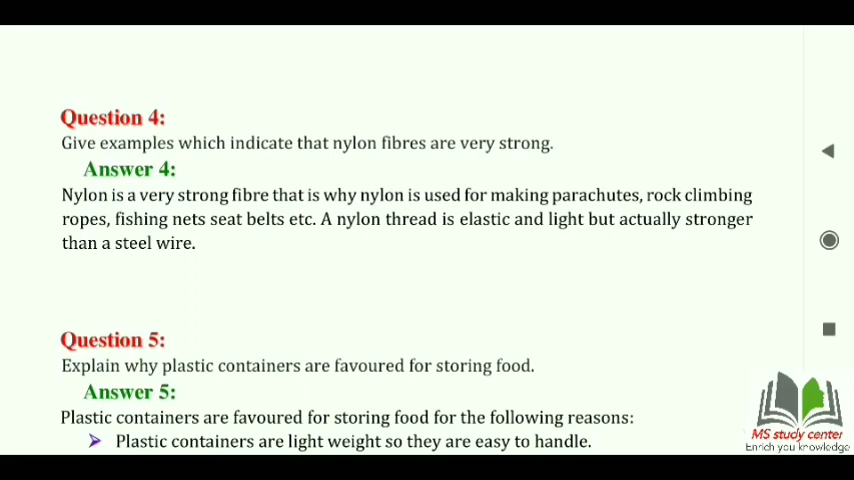 Question 4:
Give examples which indicate that nylon fibres are very strong.
Answer 4:
Nylon is a very strong fibre that is why nylon is used for making parachutes, rock climbing
ropes, fishing nets seat belts etc. A nylon thread is elastic and light but actually stronger
than a steel wire.
Question 5:
Explain why plastic containers are favoured for storing food.
Answer 5:
Plastic containers are favoured for storing food for the following reasons:
➢ Plastic containers are light weight so they are easy to handle.
MS study center
Enrich you knowledge